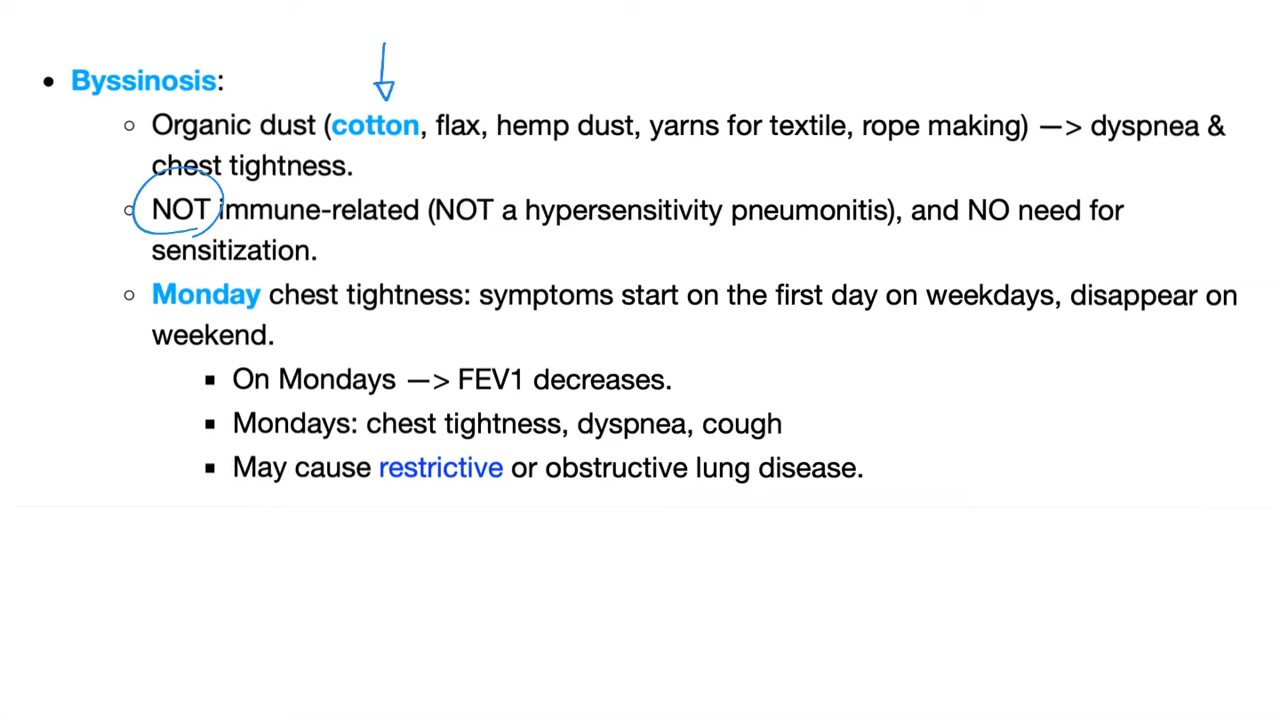 • Byssinosis:
○ Organic dust (cotton, flax, hemp dust, yarns for textile, rope making) —> dyspnea &
chest tightness.
○ NOT immune-related (NOT a hypersensitivity pneumonitis), and NO need for
sensitization.
○ Monday chest tightness: symptoms start on the first day on weekdays, disappear on
weekend.
▪ On Mondays —> FEV1 decreases.
▪ Mondays: chest tightness, dyspnea, cough
▪ May cause restrictive or obstructive lung disease.